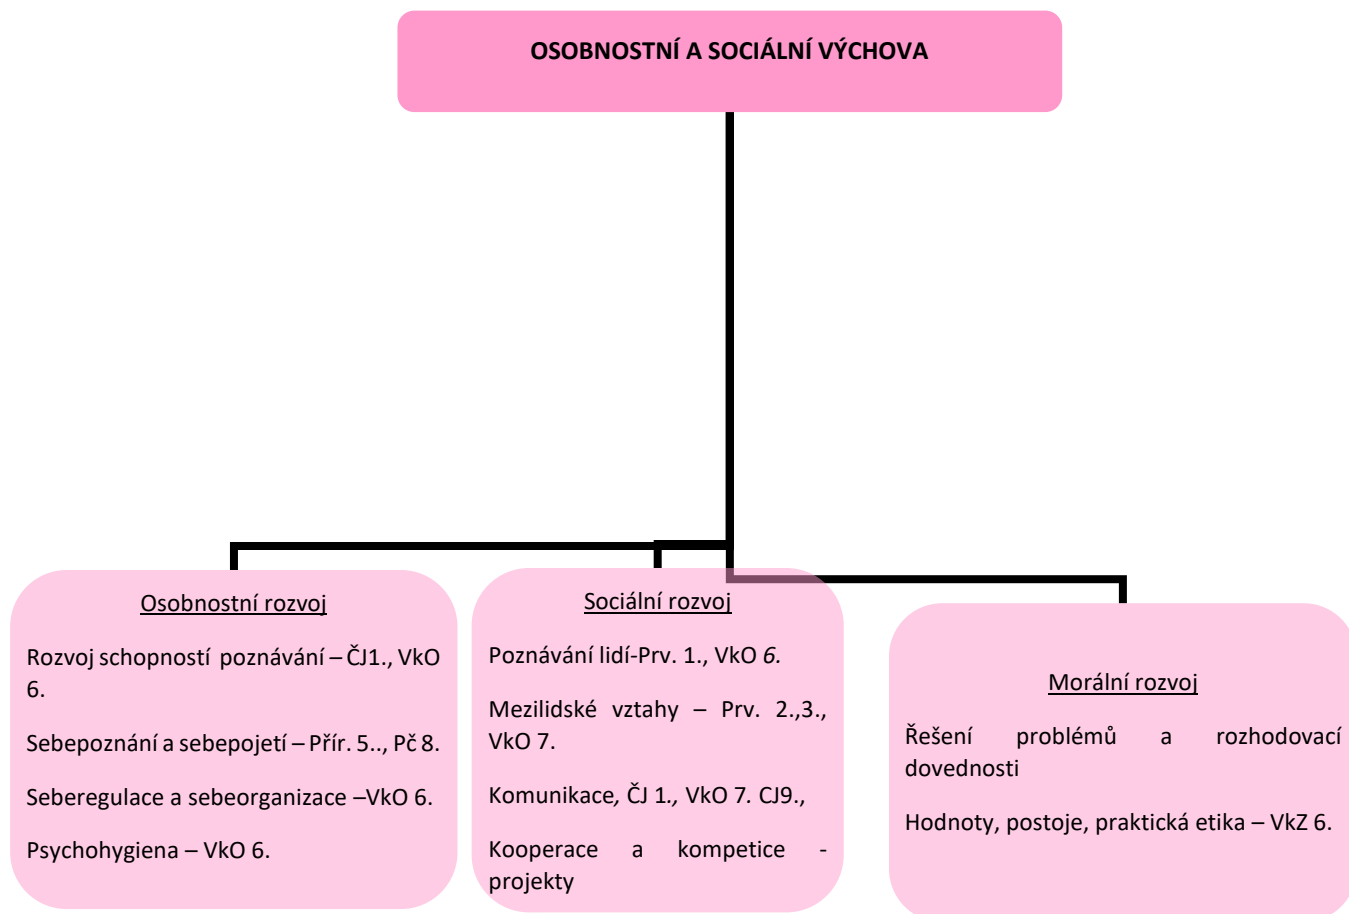 OSOBNOSTNÍ A SOCIÁLNÍ VÝCHOVA
Osobnostní rozvoj
Rozvoj schopností poznávání – ČJ1., VkO
6.
Sebepoznání a sebepojetí – Přír. 5.., Pč 8.
Seberegulace a sebeorganizace –VkO 6.
Psychohygiena – VkO 6.
Sociální rozvoj
Poznávání lidí-Prv. 1., VkO 6.
Mezilidské vztahy – Prv. 2.,3.,
VkO 7.
Komunikace, ČJ 1., VkO 7. CJ9.,
Kooperace a kompetice -
projekty
Morální rozvoj
Řešení problémů a rozhodovací
dovednosti
Hodnoty, postoje, praktická etika – VkZ 6.